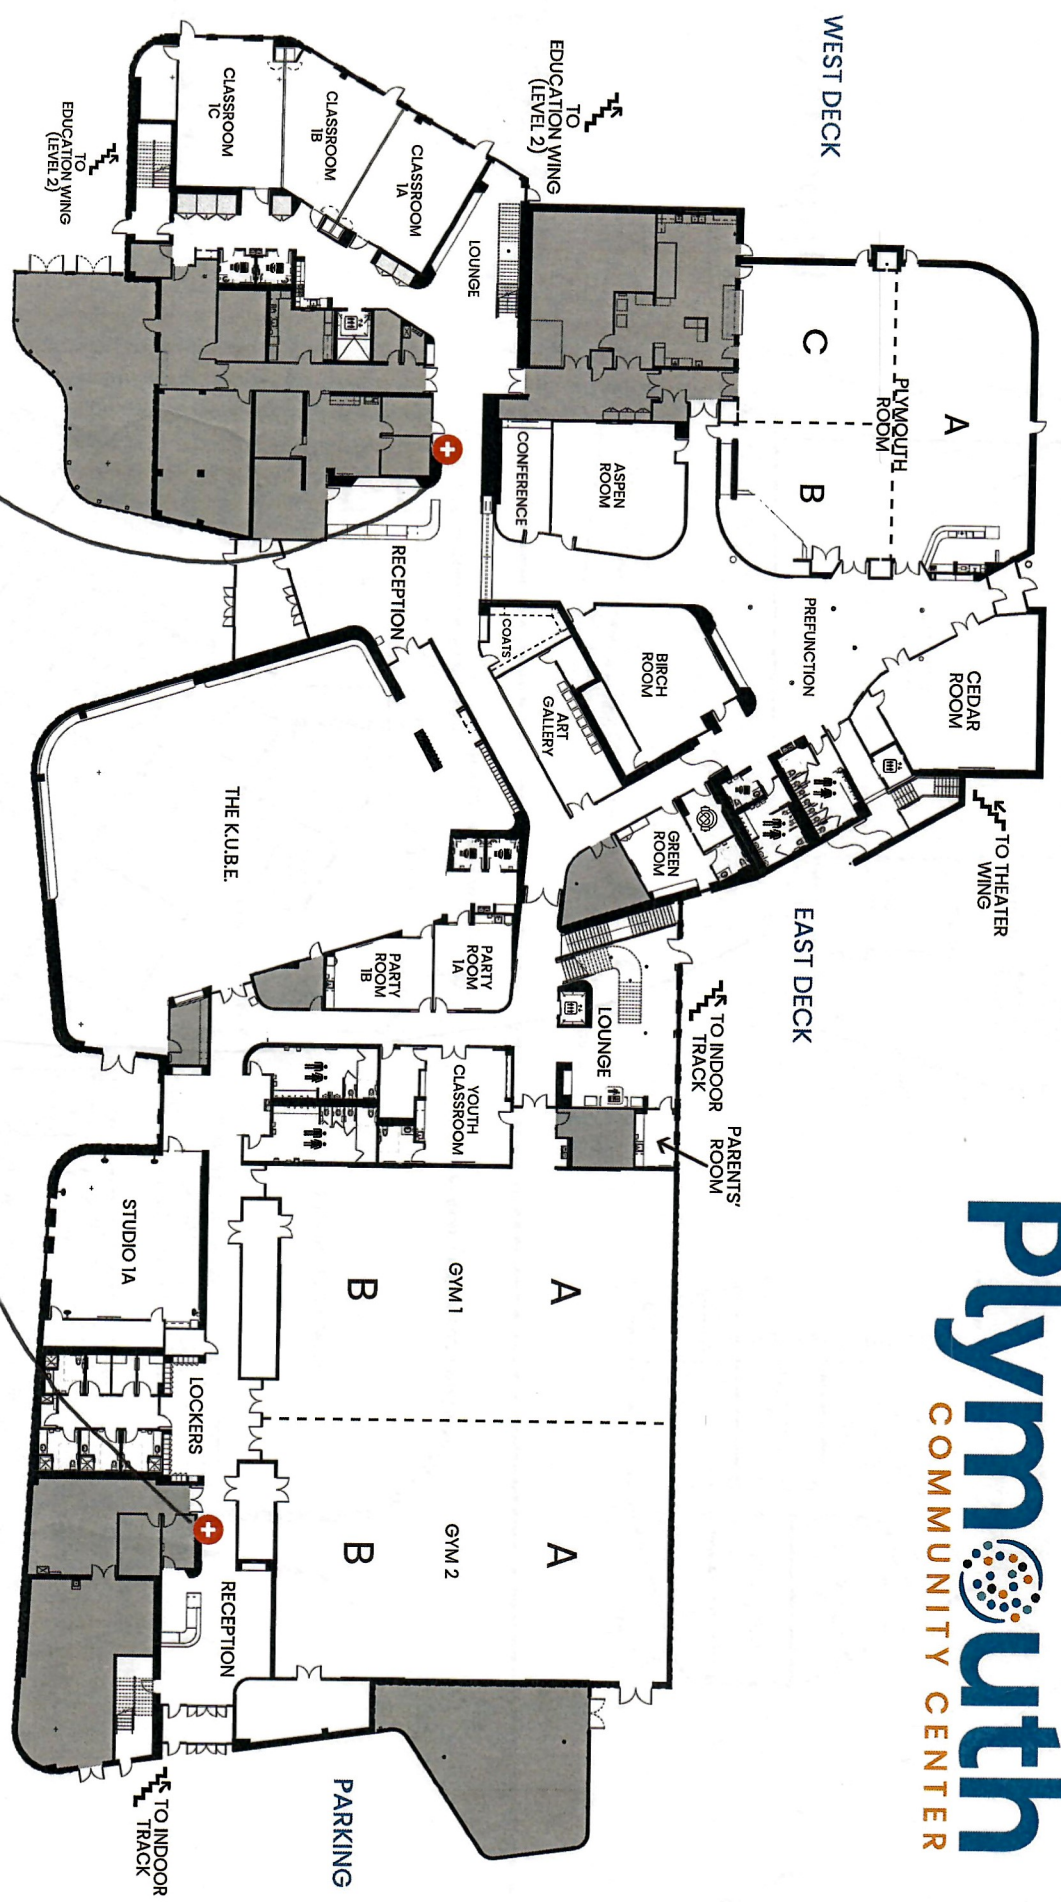 Plymouth
COMMUNITY CENTER
WEST DECK
TO
EDUCATION WING
(LEVEL 2)
TO
EDUCATION WING
(LEVEL 2)
CLASSROOM
1C
CLASSROOM
1B
CLASSROOM
1A
LOUNGE
PLYMOUTH
ROOM
A
B
C
CONFERENCE
ASPEN
ROOM
RECEPTION
COATS
BIRCH
ROOM
ART
GALLERY
PREFUNCTION
CEDAR
ROOM
TO THEATER
WING
GREEN
ROOM
EAST DECK
THE K.U.B.E.
PARTY
ROOM
1A
PARTY
ROOM
1B
LOUNGE
TO INDOOR
TRACK
PARENTS'
ROOM
YOUTH
CLASSROOM
STUDIO 1A
A
GYM 1
B
LOCKERS
A
GYM 2
B
RECEPTION
PARKING
TO INDOOR
TRACK